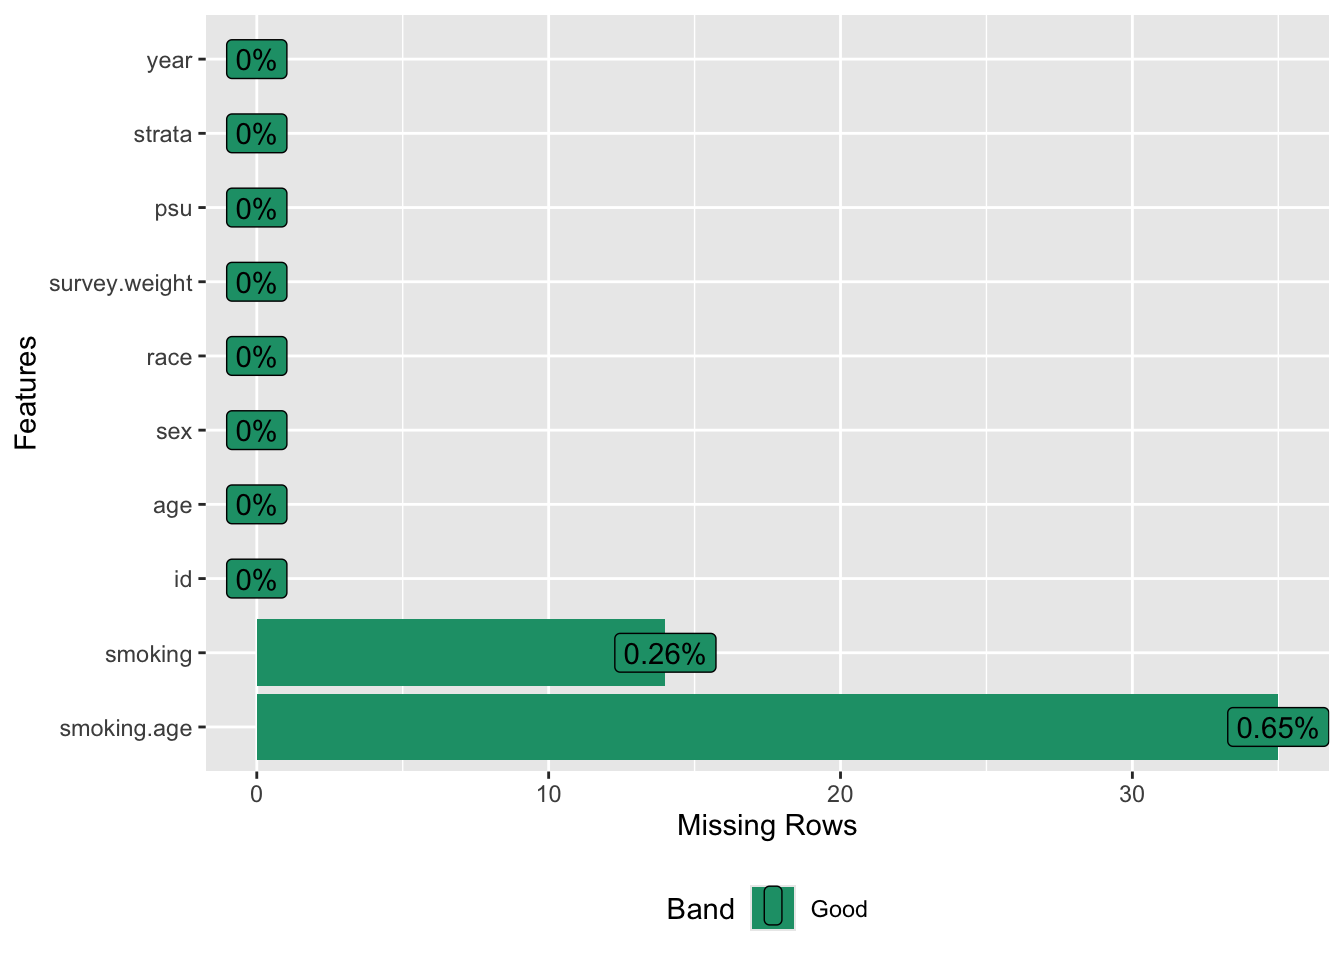 Features
year 0%
strata 0%
psu 0%
survey.weight 0%
race 0%
sex 0%
age 0%
id 0%
smoking 0.26%
smoking.age 0.65%
0 10 20 30
Missing Rows
Band Good